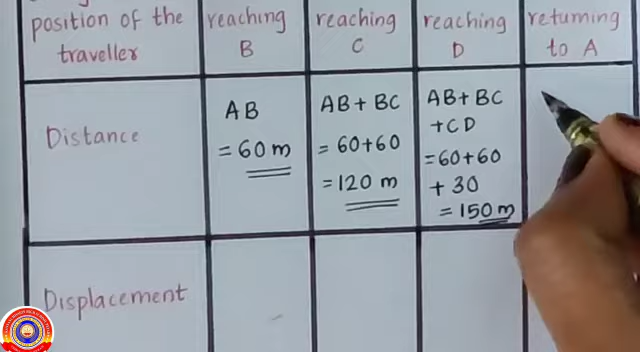 position of the traveller
reaching B
reaching C
reaching D
returning to A
Distance
AB
= 60 m
AB + BC
= 60+60
= 120 m
AB + BC
+CD
= 60+60
+ 30
= 150 m
Displacement